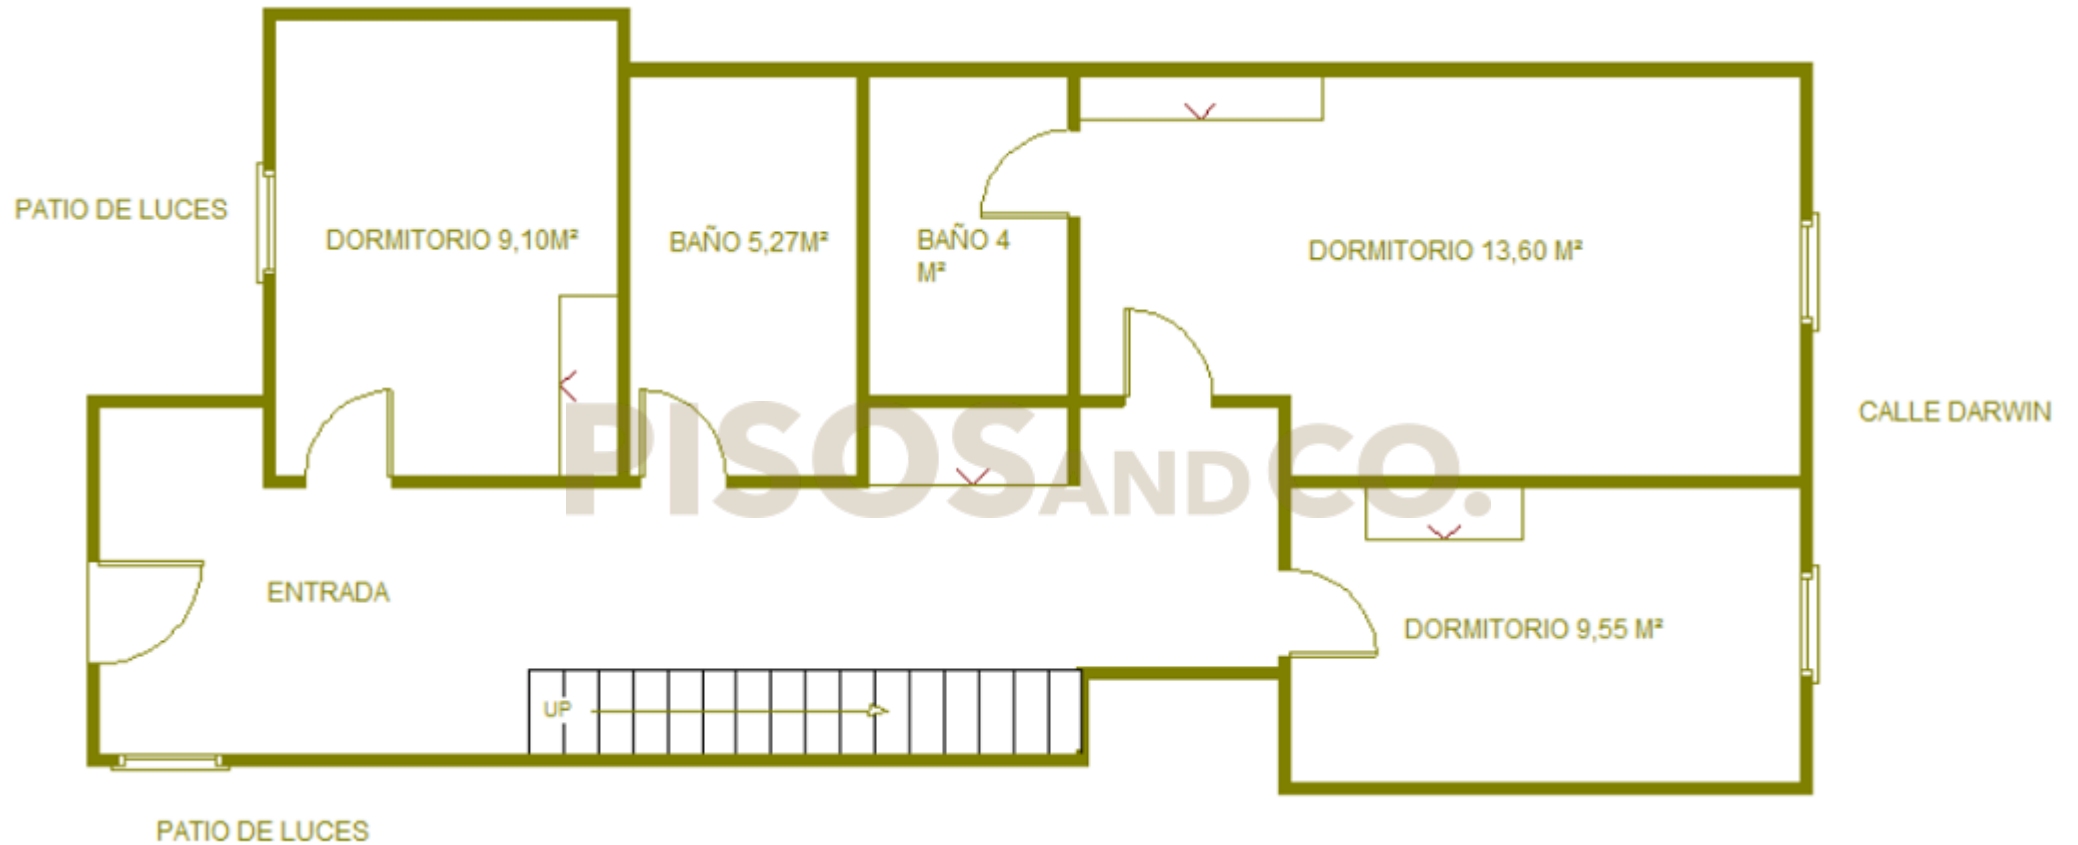 PATIO DE LUCES
DORMITORIO 9,10M²
BAÑO 5,27M²
BAÑO 4
M²
DORMITORIO 13,60 M²
CALLE DARWIN
PISOS AND CO.
ENTRADA
DORMITORIO 9,55 M²
UP
PATIO DE LUCES